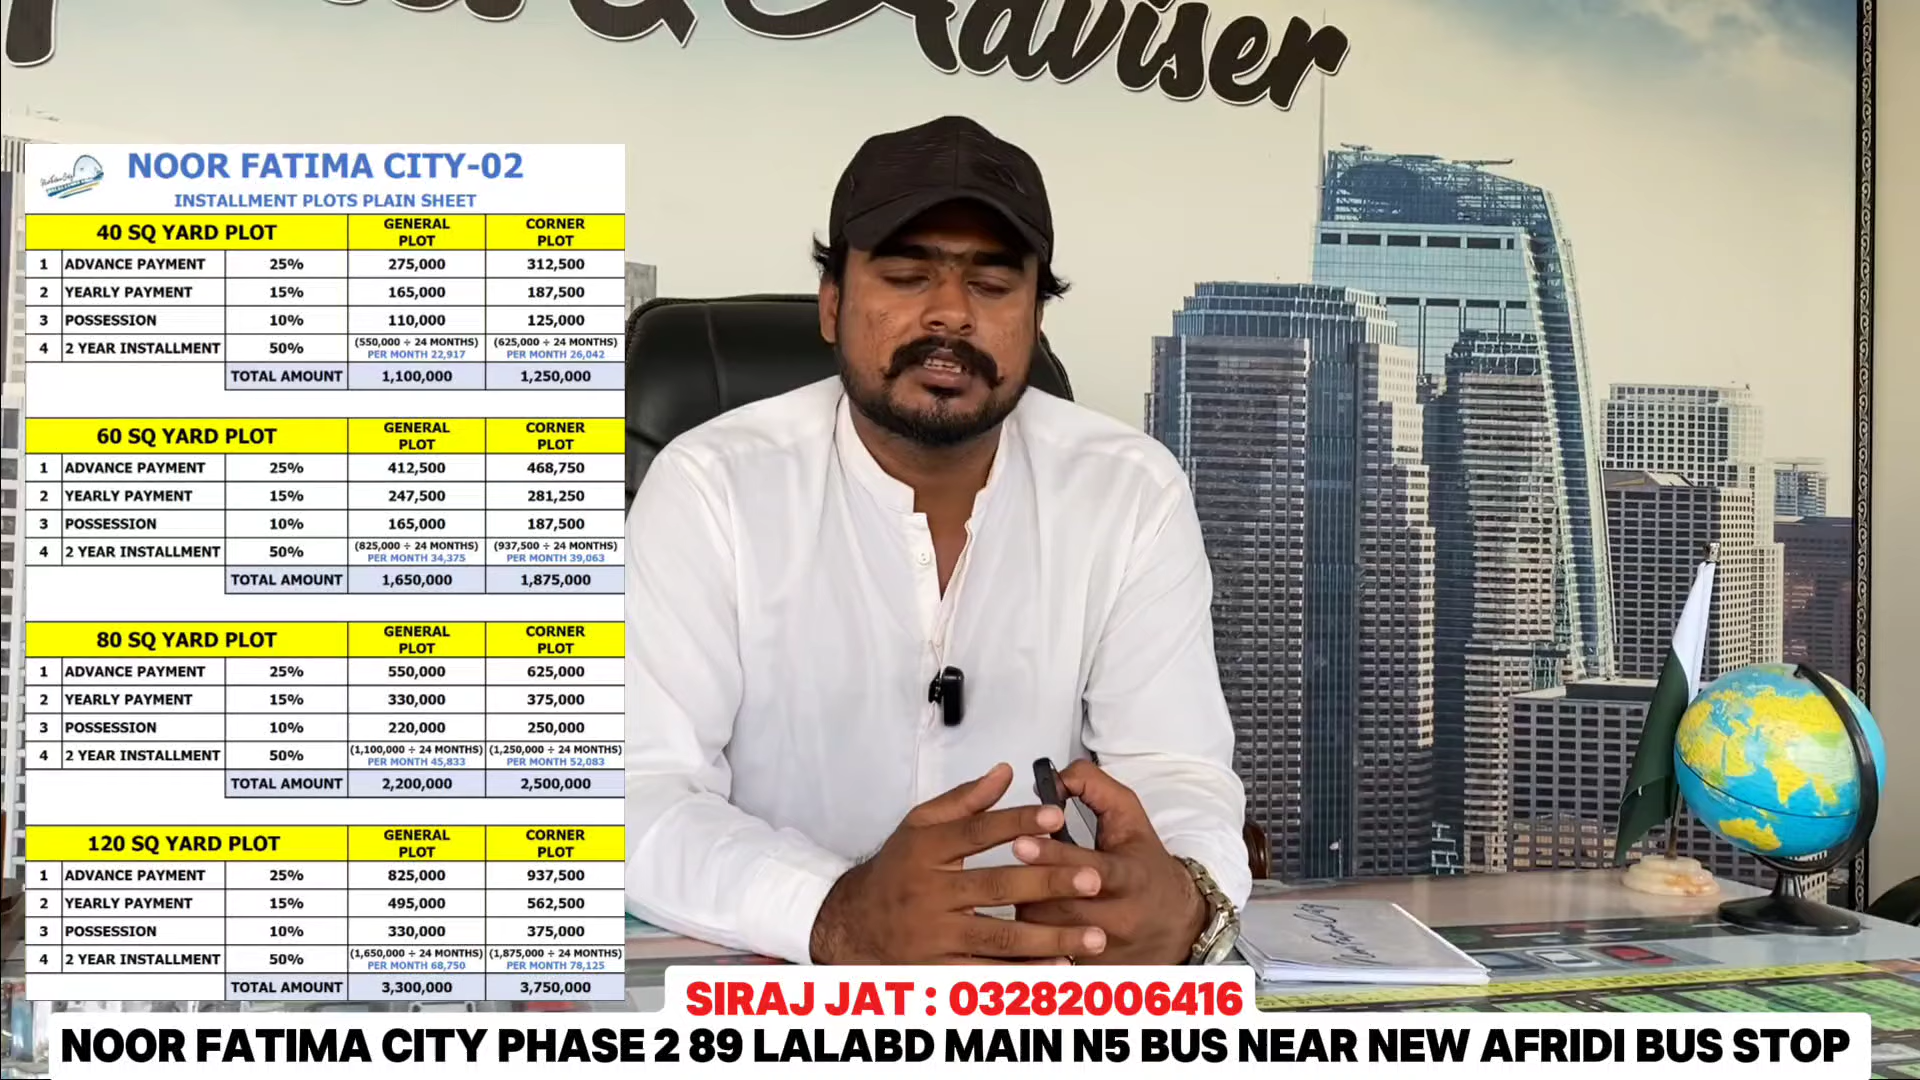 & Adviser
NOOR FATIMA CITY-02
INSTALLMENT PLOTS PLAIN SHEET
40 SQ YARD PLOT GENERAL PLOT CORNER PLOT
1 ADVANCE PAYMENT 25% 275,000 312,500
2 YEARLY PAYMENT 15% 165,000 187,500
3 POSSESSION 10% 110,000 125,000
4 2 YEAR INSTALLMENT 50% (550,000 ÷ 24 MONTHS) PER MONTH 22,917 (625,000 ÷ 24 MONTHS) PER MONTH 26,042
TOTAL AMOUNT 1,100,000 1,250,000
60 SQ YARD PLOT GENERAL PLOT CORNER PLOT
1 ADVANCE PAYMENT 25% 412,500 468,750
2 YEARLY PAYMENT 15% 247,500 281,250
3 POSSESSION 10% 165,000 187,500
4 2 YEAR INSTALLMENT 50% (825,000 ÷ 24 MONTHS) PER MONTH 34,375 (937,500 ÷ 24 MONTHS) PER MONTH 39,063
TOTAL AMOUNT 1,650,000 1,875,000
80 SQ YARD PLOT GENERAL PLOT CORNER PLOT
1 ADVANCE PAYMENT 25% 550,000 625,000
2 YEARLY PAYMENT 15% 330,000 375,000
3 POSSESSION 10% 220,000 250,000
4 2 YEAR INSTALLMENT 50% (1,100,000 ÷ 24 MONTHS) PER MONTH 45,833 (1,250,000 ÷ 24 MONTHS) PER MONTH 52,083
TOTAL AMOUNT 2,200,000 2,500,000
120 SQ YARD PLOT GENERAL PLOT CORNER PLOT
1 ADVANCE PAYMENT 25% 825,000 937,500
2 YEARLY PAYMENT 15% 495,000 562,500
3 POSSESSION 10% 330,000 375,000
4 2 YEAR INSTALLMENT 50% (1,650,000 ÷ 24 MONTHS) PER MONTH 68,750 (1,875,000 ÷ 24 MONTHS) PER MONTH 78,125
TOTAL AMOUNT 3,300,000 3,750,000
SIRAJ JAT : 03282006416
NOOR FATIMA CITY PHASE 2 89 LALABD MAIN N5 BUS NEAR NEW AFRIDI BUS STOP